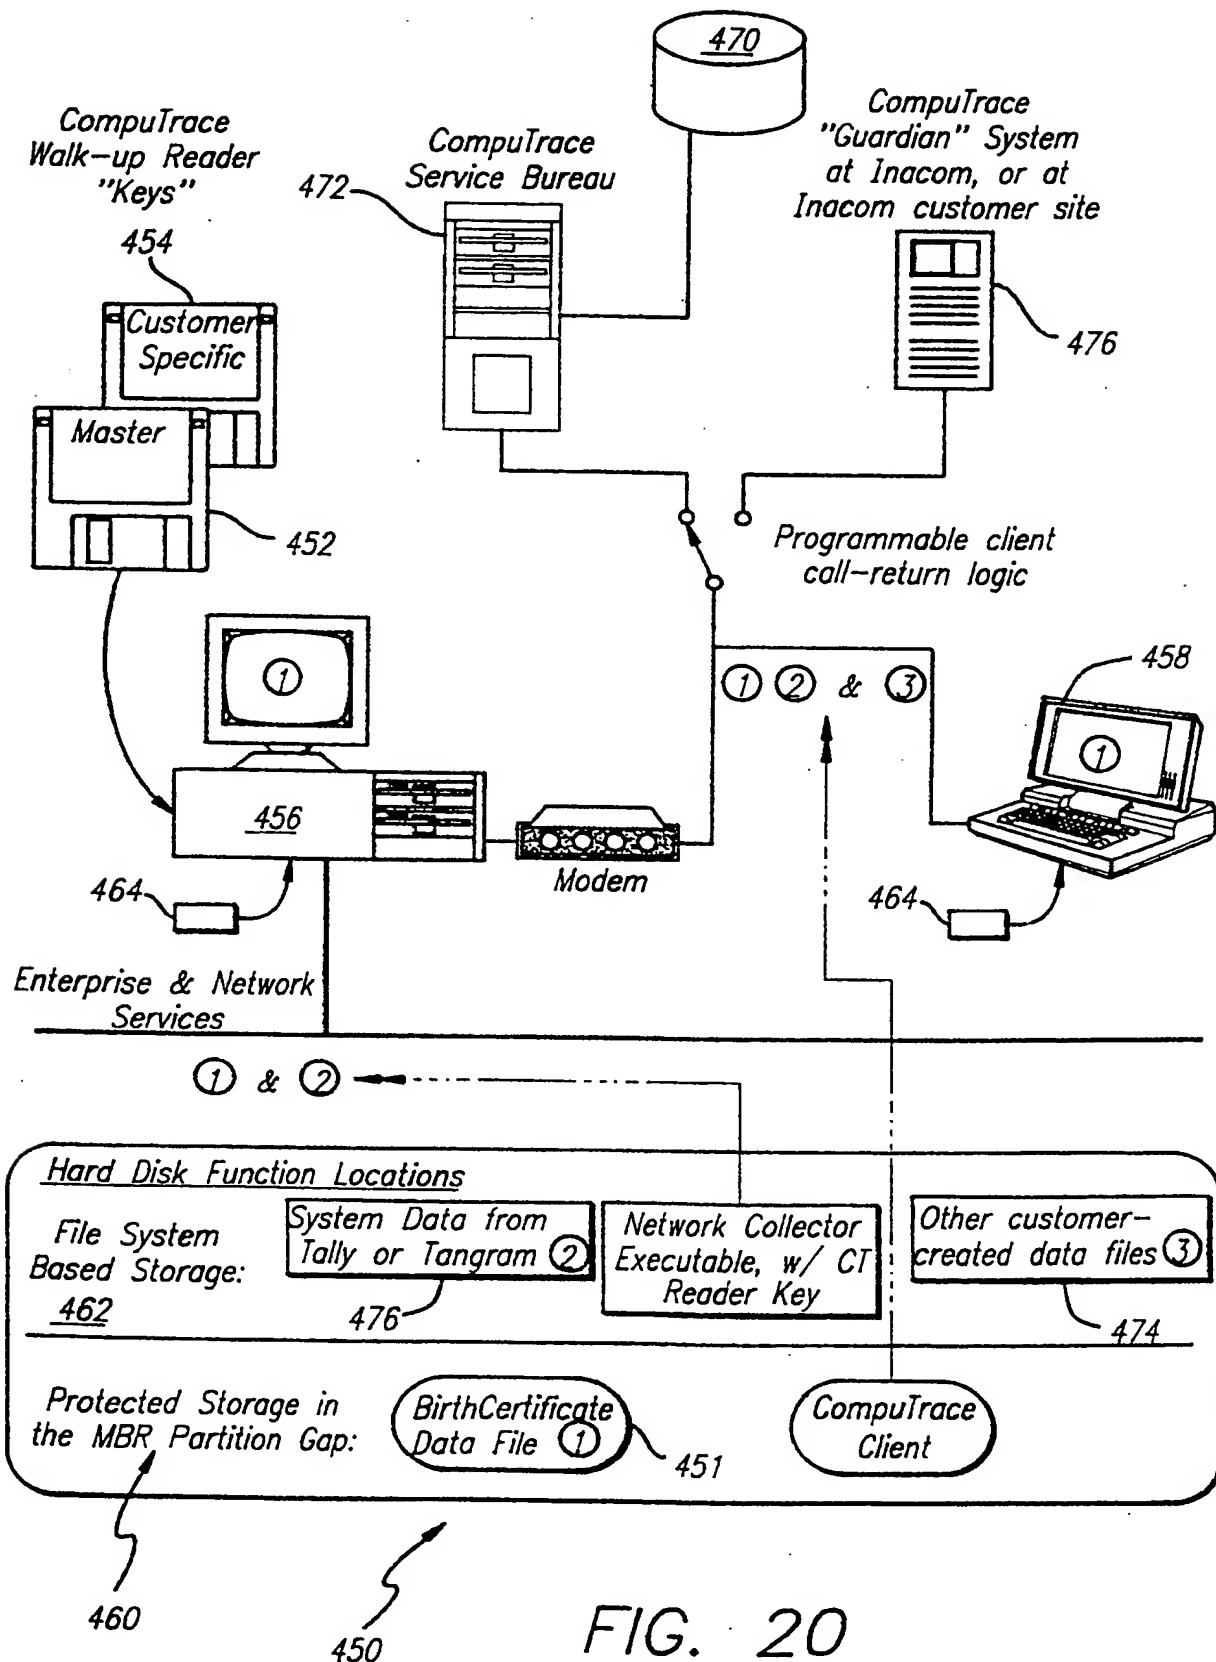 470
CompuTrace
Walk-up Reader
"Keys"
454
CompuTrace
Service Bureau
472
CompuTrace
"Guardian" System
at Inacom, or at
Inacom customer site
476
Customer
Specific
Master
452
Programmable client
call-return logic
1
1 2 & 3
458
1
456
Modem
464
464
Enterprise & Network
Services
1 & 2
Hard Disk Function Locations
File System
Based Storage:
462
System Data from
Tally or Tangram 2
476
Network Collector
Executable, w/ CT
Reader Key
Other customer-
created data files 3
474
Protected Storage in
the MBR Partition Gap:
BirthCertificate
Data File 1
451
CompuTrace
Client
460
450
FIG. 20